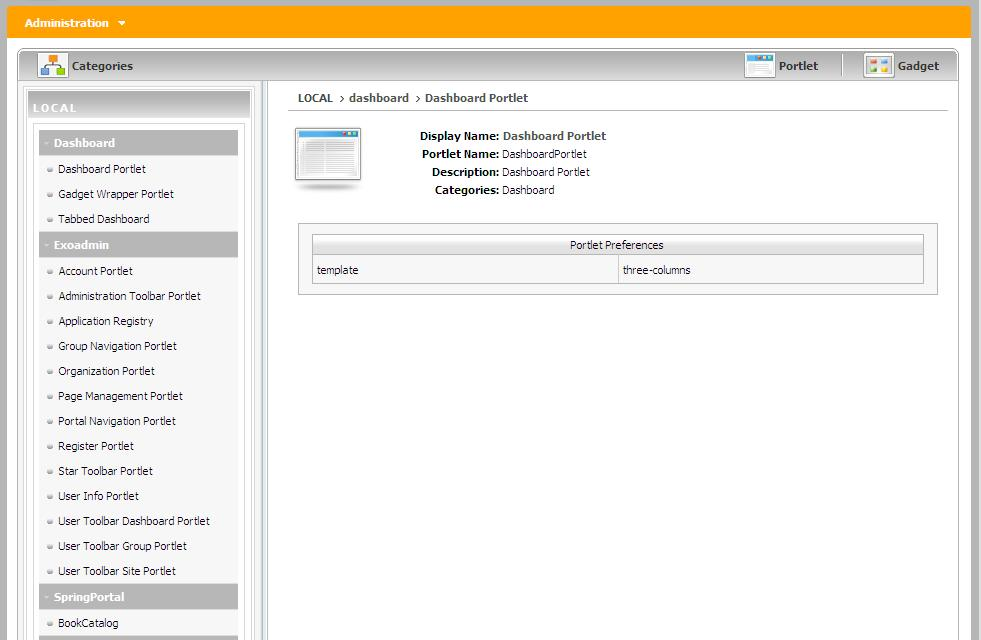 Administration
Categories
Portlet
Gadget
LOCAL
Dashboard
Dashboard Portlet
Gadget Wrapper Portlet
Tabbed Dashboard
Exoadmin
Account Portlet
Administration Toolbar Portlet
Application Registry
Group Navigation Portlet
Organization Portlet
Page Management Portlet
Portal Navigation Portlet
Register Portlet
Star Toolbar Portlet
User Info Portlet
User Toolbar Dashboard Portlet
User Toolbar Group Portlet
User Toolbar Site Portlet
SpringPortal
BookCatalog
LOCAL > dashboard > Dashboard Portlet
Display Name: Dashboard Portlet
Portlet Name: DashboardPortlet
Description: Dashboard Portlet
Categories: Dashboard
Portlet Preferences
template three-columns